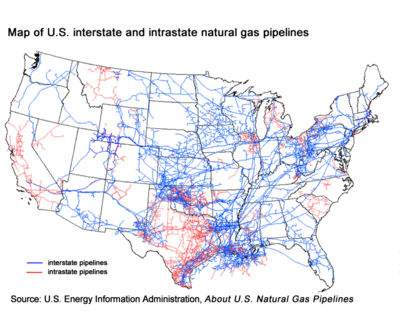 Map of U.S. interstate and intrastate natural gas pipelines
interstate pipelines
intrastate pipelines
Source: U.S. Energy Information Administration, About U.S. Natural Gas Pipelines